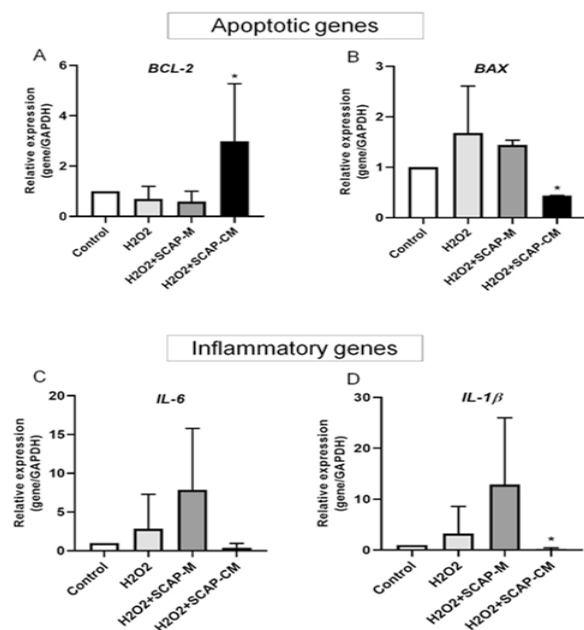 Apoptotic genes
A
BCL-2
Relative expression
(gene/GAPDH)
6
4
2
0
*
Control
H2O2
H2O2+SCAP-M
H2O2+SCAP-CM
B
BAX
Relative expression
(gene/GAPDH)
3
2
1
0
*
Control
H2O2
H2O2+SCAP-M
H2O2+SCAP-CM
Inflammatory genes
C
IL-6
Relative expression
(gene/GAPDH)
20
15
10
5
0
Control
H2O2
H2O2+SCAP-M
H2O2+SCAP-CM
D
IL-1β
Relative expression
(gene/GAPDH)
30
20
10
0
*
Control
H2O2
H2O2+SCAP-M
H2O2+SCAP-CM